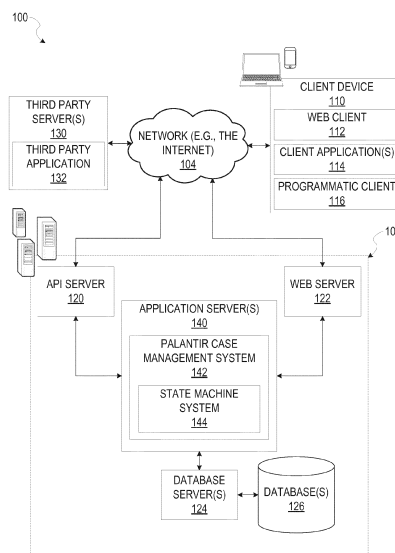 100
CLIENT DEVICE
110
WEB CLIENT
112
CLIENT APPLICATION(S)
114
PROGRAMMATIC CLIENT
116
THIRD PARTY
SERVER(S)
130
THIRD PARTY
APPLICATION
132
NETWORK (E.G., THE
INTERNET)
104
API SERVER
120
WEB SERVER
122
APPLICATION SERVER(S)
140
PALANTIR CASE
MANAGEMENT SYSTEM
142
STATE MACHINE
SYSTEM
144
DATABASE
SERVER(S)
124
DATABASE(S)
126